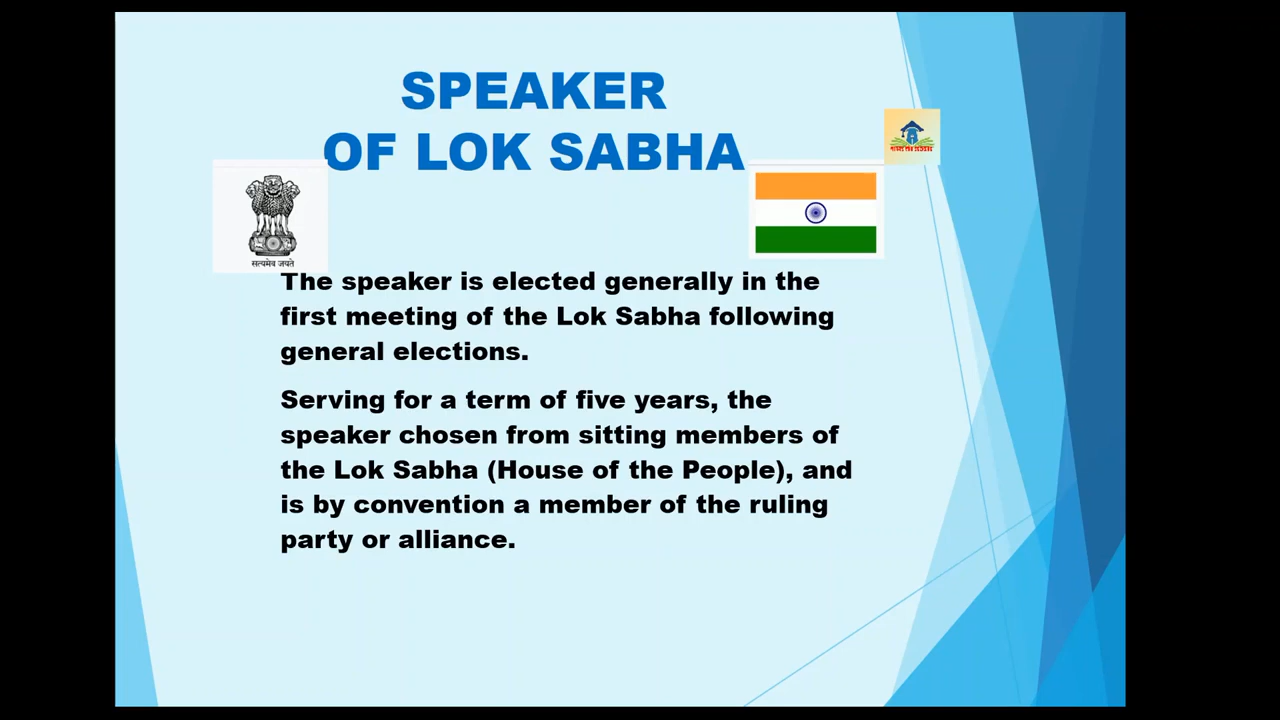 SPEAKER
OF LOK SABHA
सत्यमेव जयते
The speaker is elected generally in the
first meeting of the Lok Sabha following
general elections.
Serving for a term of five years, the
speaker chosen from sitting members of
the Lok Sabha (House of the People), and
is by convention a member of the ruling
party or alliance.